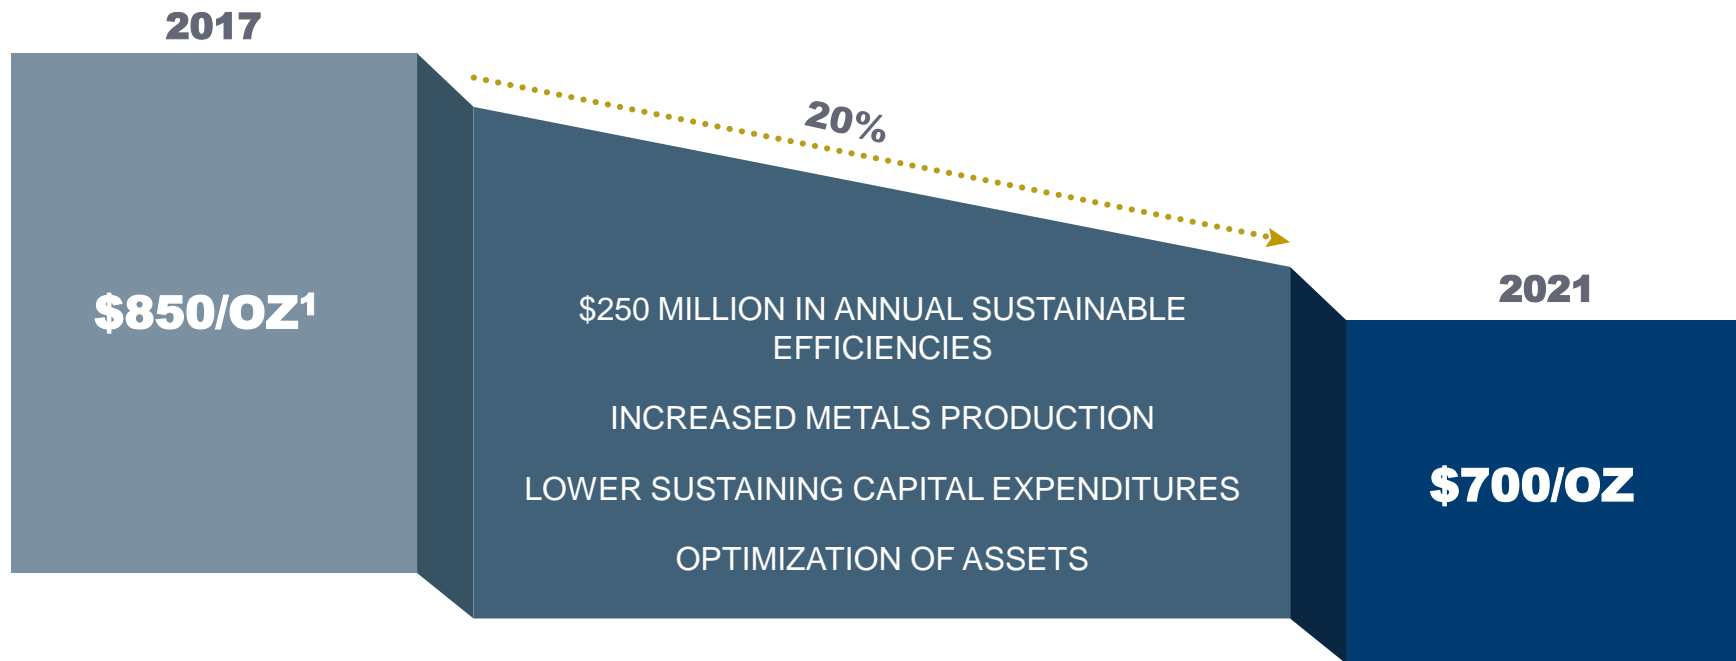 2017
20%
2021
$850/OZ¹
$250 MILLION IN ANNUAL SUSTAINABLE
EFFICIENCIES
INCREASED METALS PRODUCTION
LOWER SUSTAINING CAPITAL EXPENDITURES
OPTIMIZATION OF ASSETS
$700/OZ